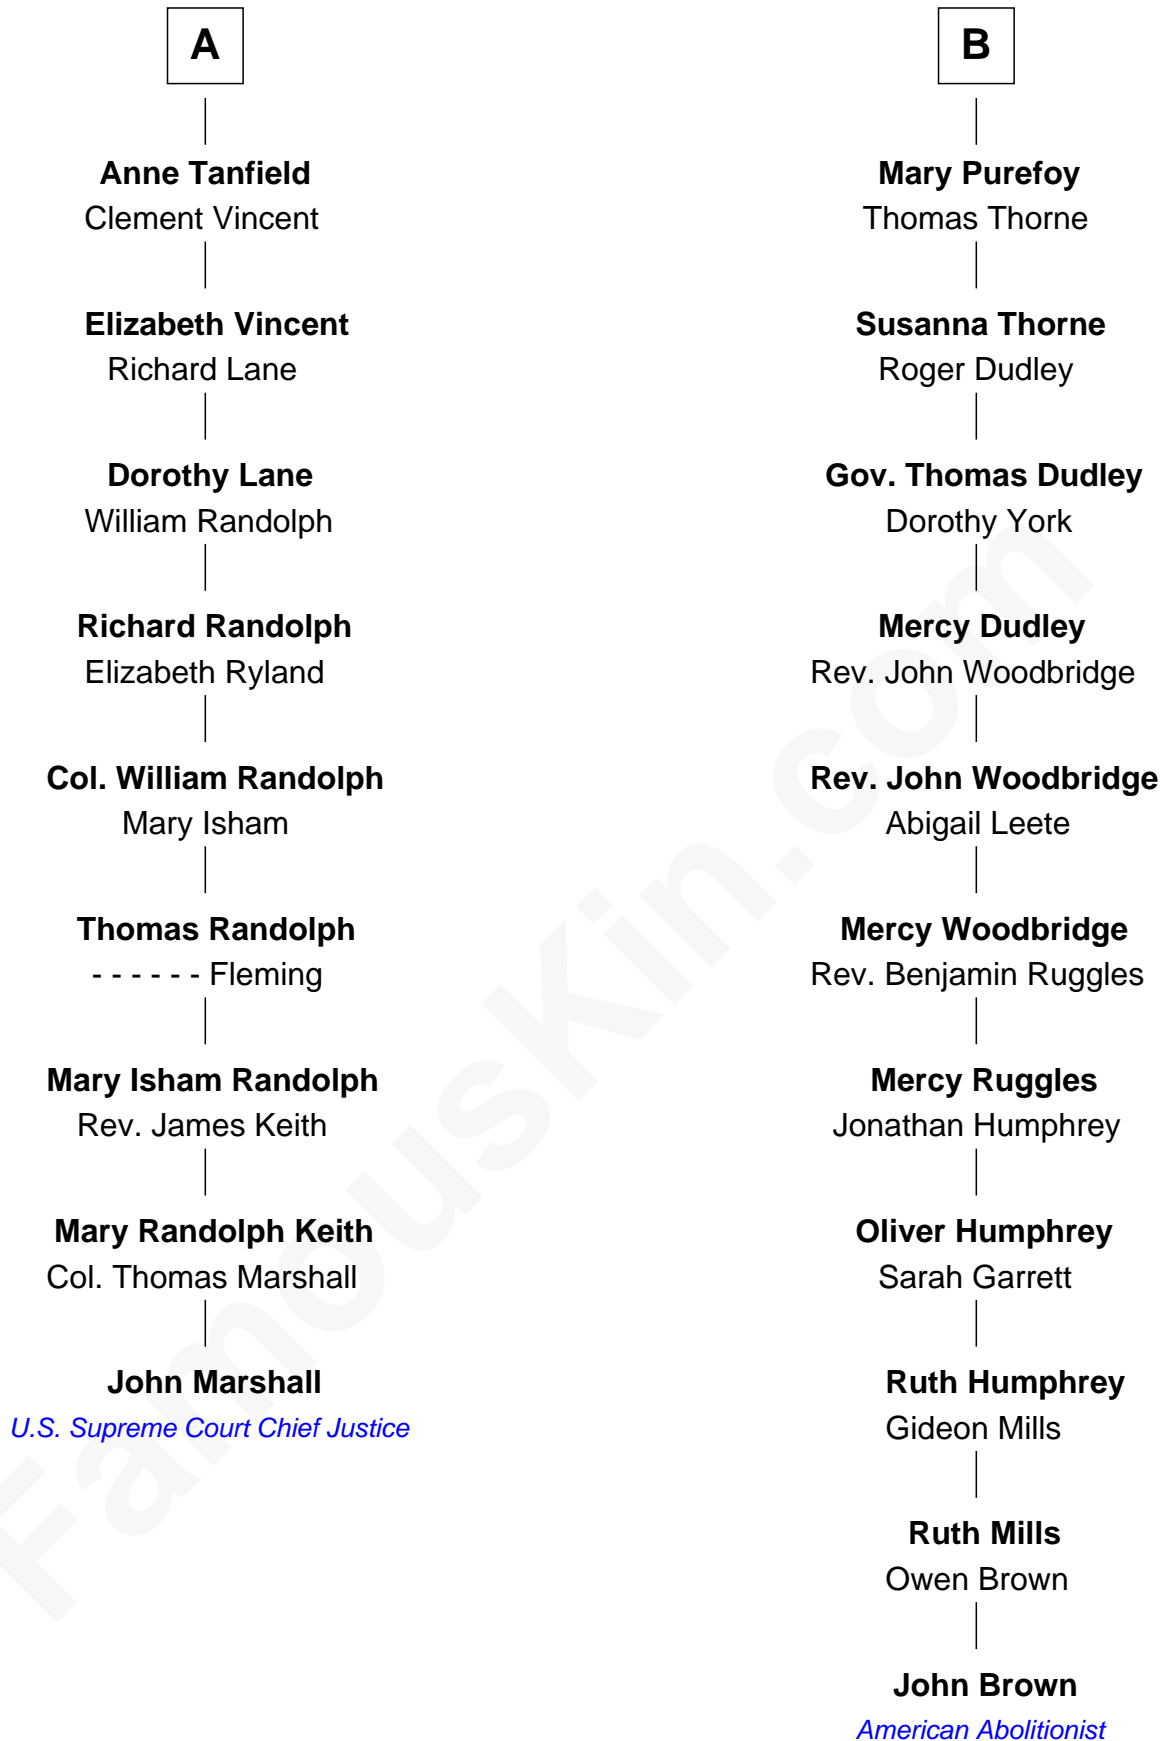 A
Anne Tanfield
Clement Vincent
Elizabeth Vincent
Richard Lane
Dorothy Lane
William Randolph
Richard Randolph
Elizabeth Ryland
Col. William Randolph
Mary Isham
Thomas Randolph
- - - - - - Fleming
Mary Isham Randolph
Rev. James Keith
Mary Randolph Keith
Col. Thomas Marshall
John Marshall
U.S. Supreme Court Chief Justice
B
Mary Purefoy
Thomas Thorne
Susanna Thorne
Roger Dudley
Gov. Thomas Dudley
Dorothy York
Mercy Dudley
Rev. John Woodbridge
Rev. John Woodbridge
Abigail Leete
Mercy Woodbridge
Rev. Benjamin Ruggles
Mercy Ruggles
Jonathan Humphrey
Oliver Humphrey
Sarah Garrett
Ruth Humphrey
Gideon Mills
Ruth Mills
Owen Brown
John Brown
American Abolitionist
FamousKin.com